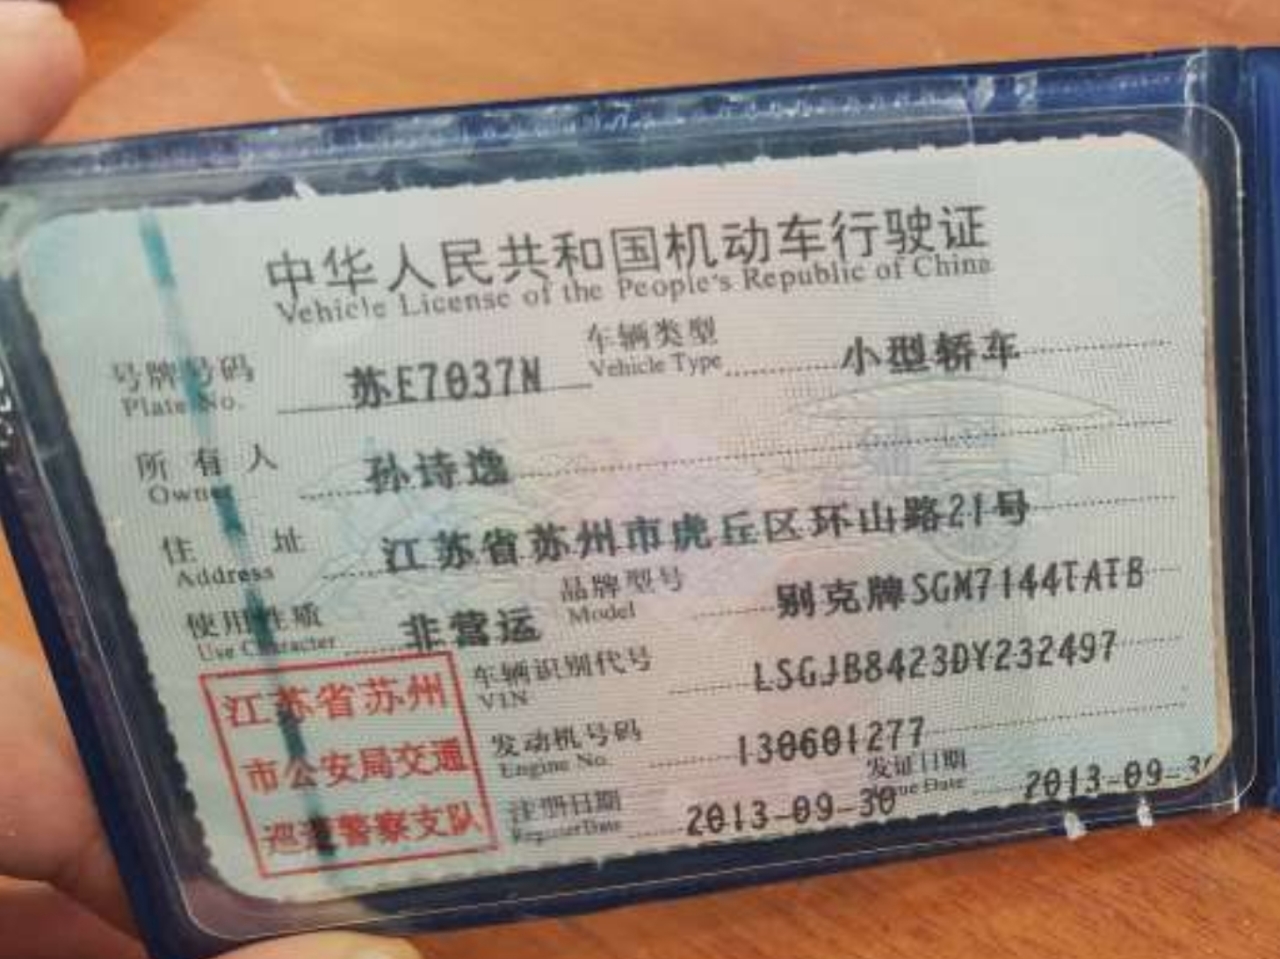 中华人民共和国机动车行驶证
Vehicle License of the People's Republic of China
号牌号码 苏E7037N 车辆类型 小型轿车
Plate No. Vehicle Type
所有人 孙诗逸
Owner
住址 江苏省苏州市虎丘区环山路21号
Address
使用性质 非营运 品牌型号 别克牌SGM7144TATB
Use Character Model
江苏省苏州
市公安局交通
巡逻警察支队
车辆识别代号 LSGJB8423DY232497
VIN
发动机号码 130601277
Engine No.
注册日期 2013-09-30 发证日期 2013-09-3
Register Date Issue Date